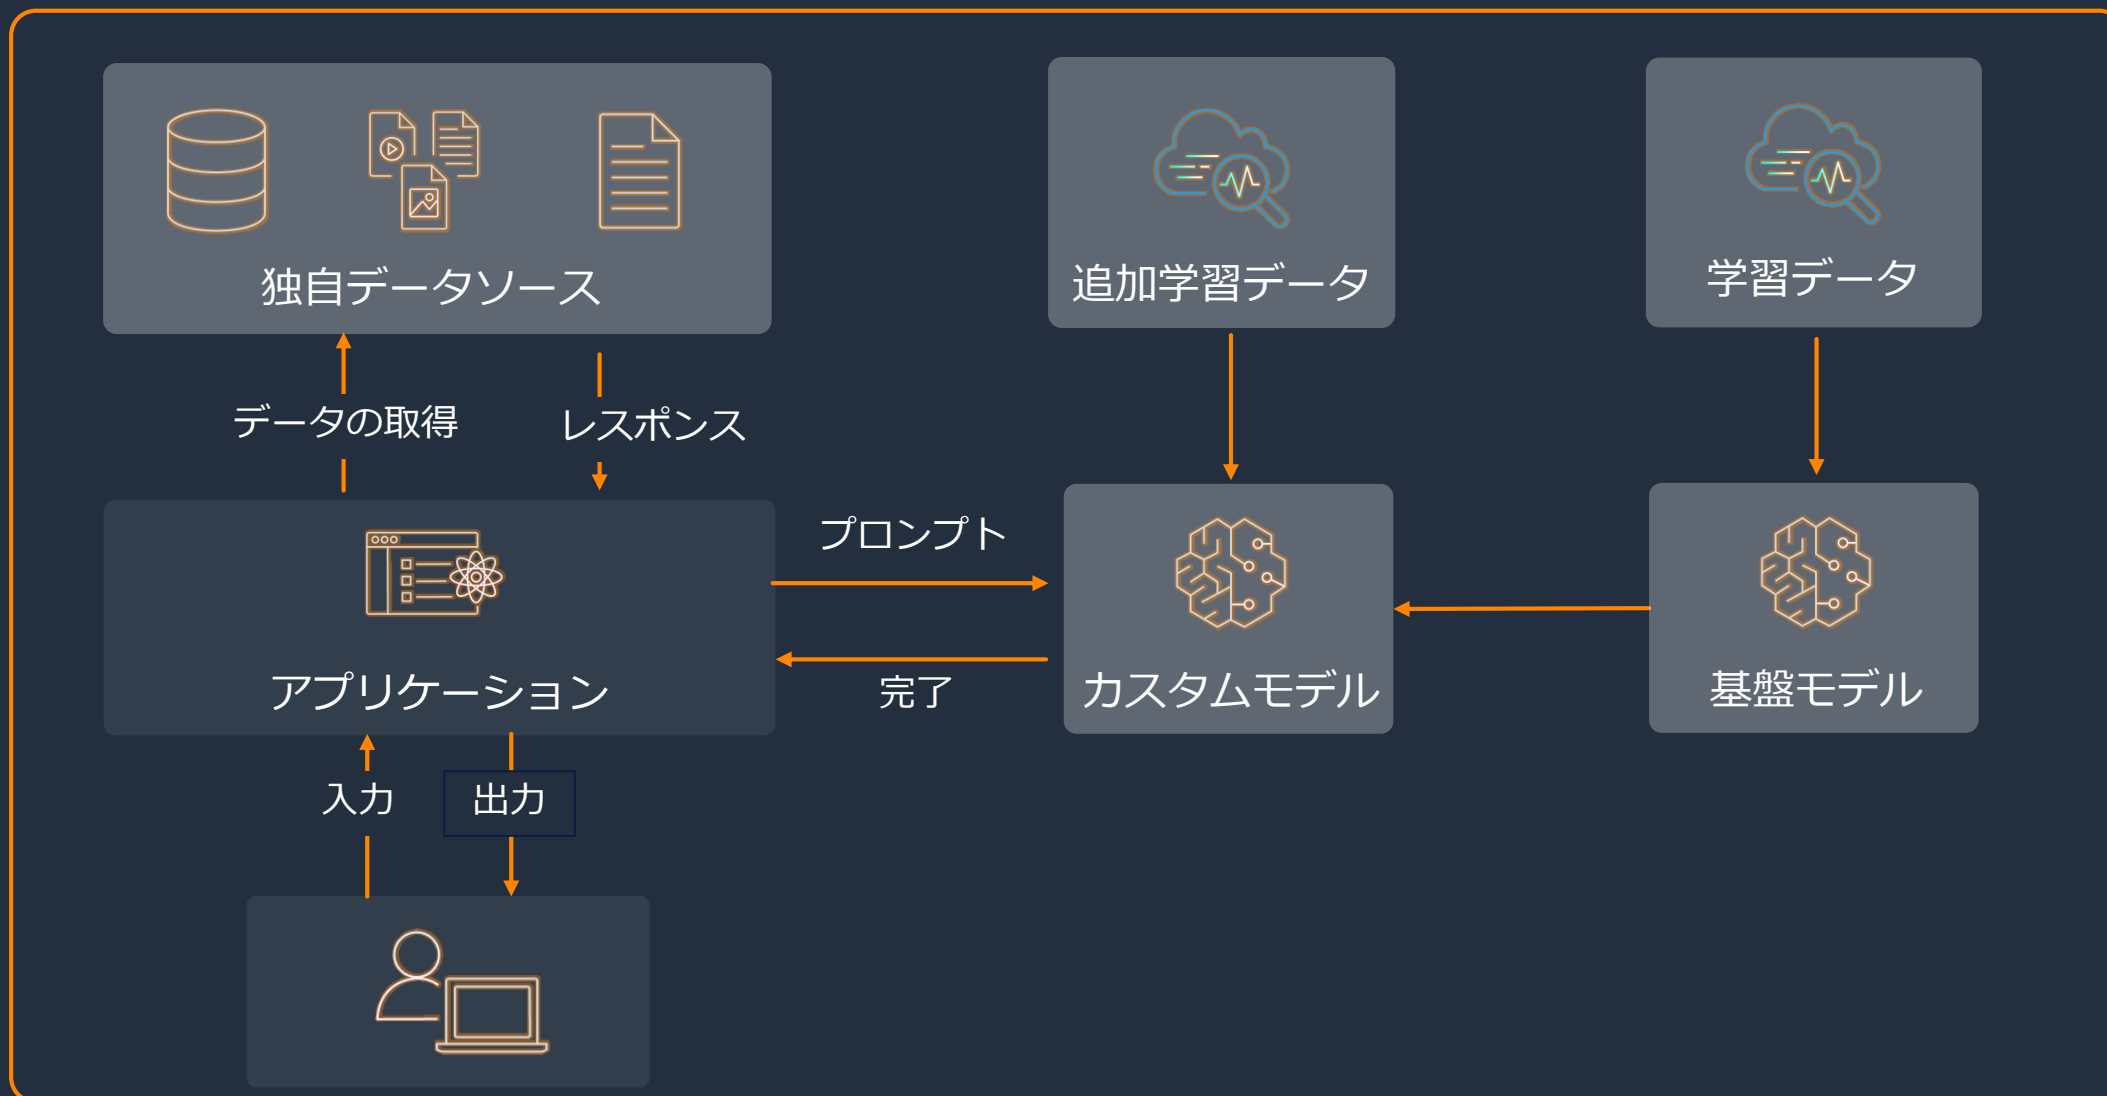 独自データソース
追加学習データ
学習データ
データの取得
レスポンス
プロンプト
アプリケーション
完了
カスタムモデル
基盤モデル
入力
出力